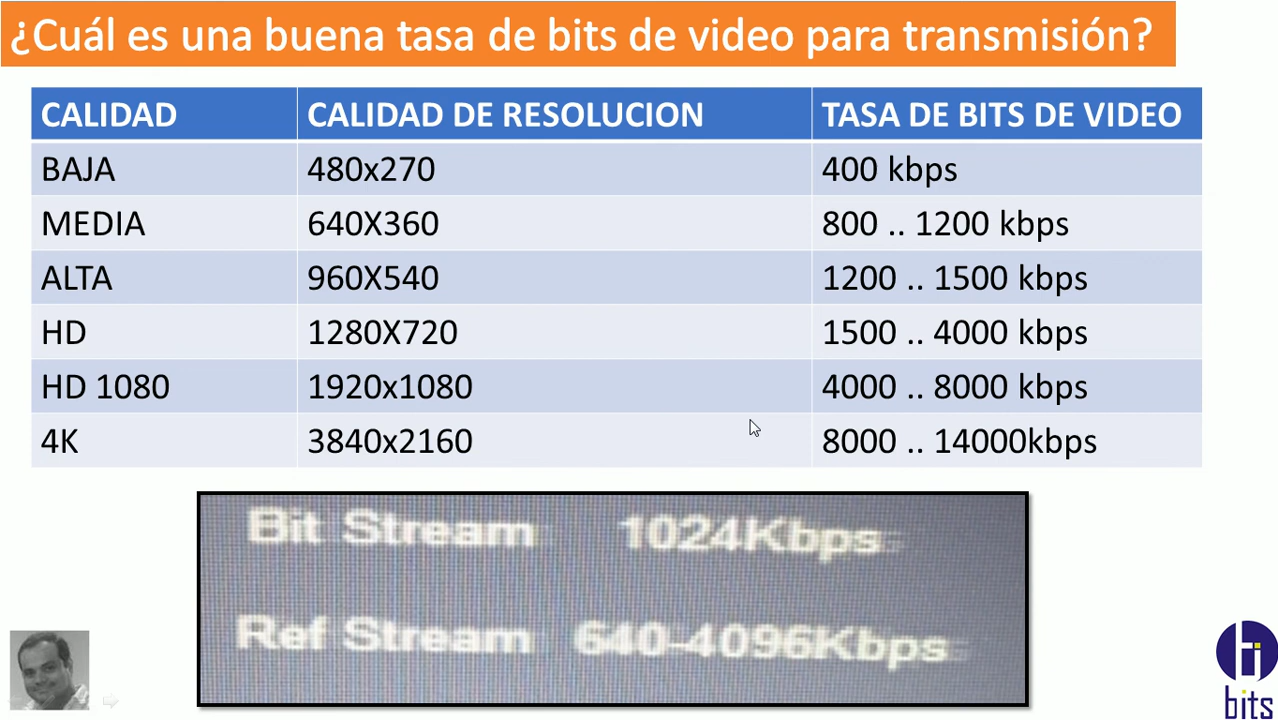 ¿Cuál es una buena tasa de bits de video para transmisión?
CALIDAD CALIDAD DE RESOLUCION TASA DE BITS DE VIDEO
BAJA 480x270 400 kbps
MEDIA 640X360 800 .. 1200 kbps
ALTA 960X540 1200 .. 1500 kbps
HD 1280X720 1500 .. 4000 kbps
HD 1080 1920x1080 4000 .. 8000 kbps
4K 3840x2160 8000 .. 14000kbps
Bit Stream 1024Kbps
Ref Stream 640-4096Kbps
hi
bits